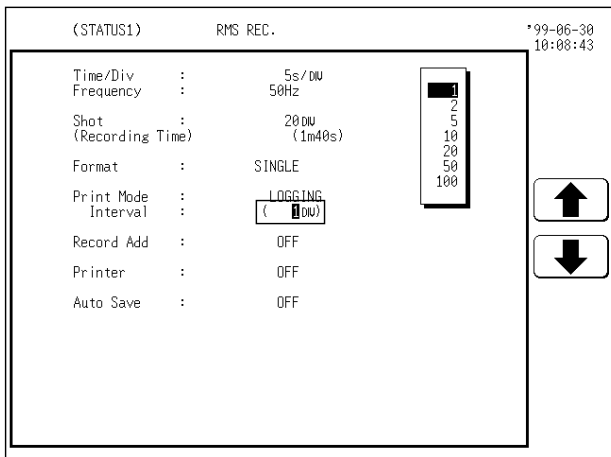 (STATUS1) RMS REC. '99-06-30
10:08:43
Time/Div : 5s/DIV
Frequency : 50Hz
Shot : 20DIV
(Recording Time) (1m40s)
Format : SINGLE
Print Mode : LOGGING
Interval : ( 1DIV)
Record Add : OFF
Printer : OFF
Auto Save : OFF
1
2
5
10
20
50
100